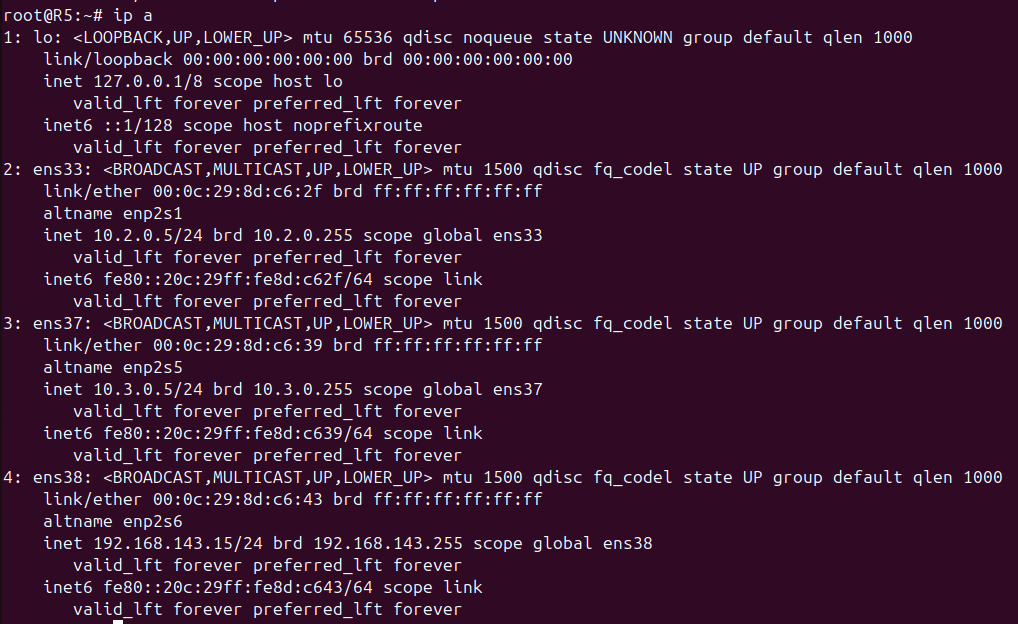 root@R5:~# ip a
1: lo: <LOOPBACK,UP,LOWER_UP> mtu 65536 qdisc noqueue state UNKNOWN group default qlen 1000
    link/loopback 00:00:00:00:00:00 brd 00:00:00:00:00:00
    inet 127.0.0.1/8 scope host lo
       valid_lft forever preferred_lft forever
    inet6 ::1/128 scope host noprefixroute
       valid_lft forever preferred_lft forever
2: ens33: <BROADCAST,MULTICAST,UP,LOWER_UP> mtu 1500 qdisc fq_codel state UP group default qlen 1000
    link/ether 00:0c:29:8d:c6:2f brd ff:ff:ff:ff:ff:ff
    altname enp2s1
    inet 10.2.0.5/24 brd 10.2.0.255 scope global ens33
       valid_lft forever preferred_lft forever
    inet6 fe80::20c:29ff:fe8d:c62f/64 scope link
       valid_lft forever preferred_lft forever
3: ens37: <BROADCAST,MULTICAST,UP,LOWER_UP> mtu 1500 qdisc fq_codel state UP group default qlen 1000
    link/ether 00:0c:29:8d:c6:39 brd ff:ff:ff:ff:ff:ff
    altname enp2s5
    inet 10.3.0.5/24 brd 10.3.0.255 scope global ens37
       valid_lft forever preferred_lft forever
    inet6 fe80::20c:29ff:fe8d:c639/64 scope link
       valid_lft forever preferred_lft forever
4: ens38: <BROADCAST,MULTICAST,UP,LOWER_UP> mtu 1500 qdisc fq_codel state UP group default qlen 1000
    link/ether 00:0c:29:8d:c6:43 brd ff:ff:ff:ff:ff:ff
    altname enp2s6
    inet 192.168.143.15/24 brd 192.168.143.255 scope global ens38
       valid_lft forever preferred_lft forever
    inet6 fe80::20c:29ff:fe8d:c643/64 scope link
       valid_lft forever preferred_lft forever